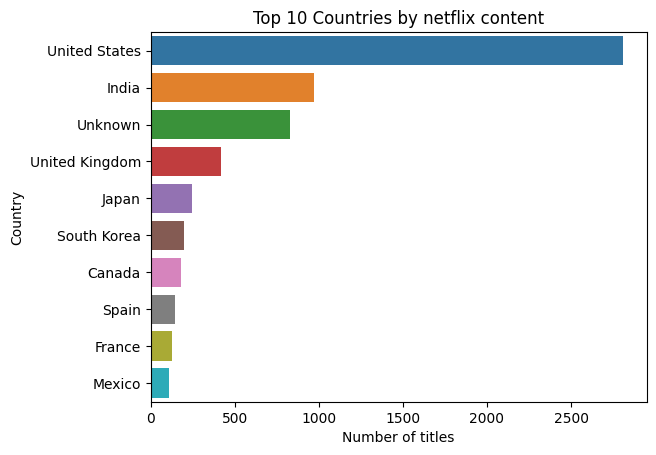 Top 10 Countries by netflix content
United States
India
Unknown
United Kingdom
Japan
South Korea
Canada
Spain
France
Mexico
Country
0 500 1000 1500 2000 2500
Number of titles